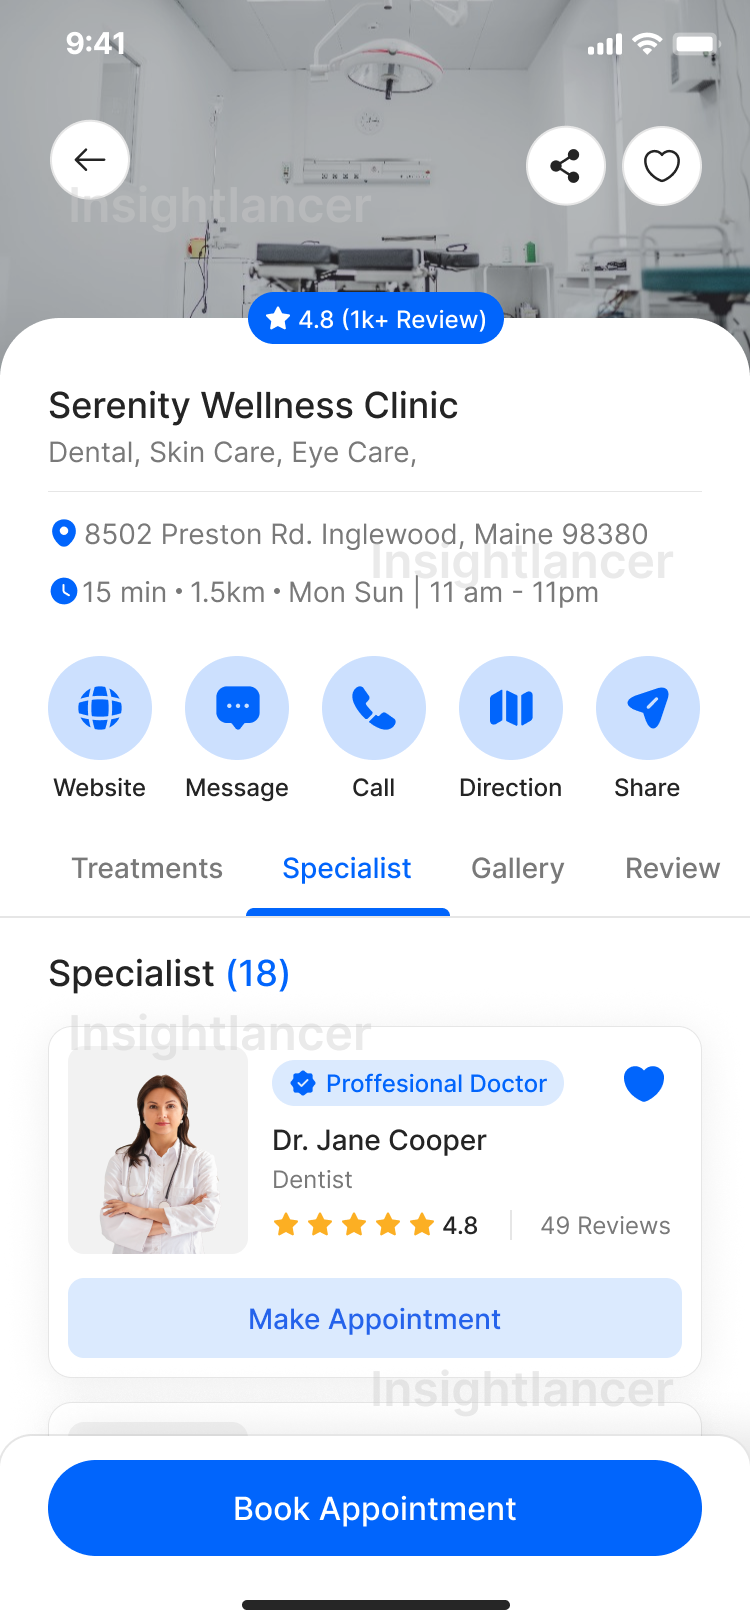 9:41
Insightlancer
4.8 (1k+ Review)
Serenity Wellness Clinic
Dental, Skin Care, Eye Care,
8502 Preston Rd. Inglewood, Maine 98380
Insightlancer
15 min • 1.5km • Mon Sun | 11 am - 11pm
Website Message Call Direction Share
Treatments Specialist Gallery Review
Specialist (18)
Insightlancer
Proffesional Doctor
Dr. Jane Cooper
Dentist
4.8 | 49 Reviews
Make Appointment
Insightlancer
Book Appointment